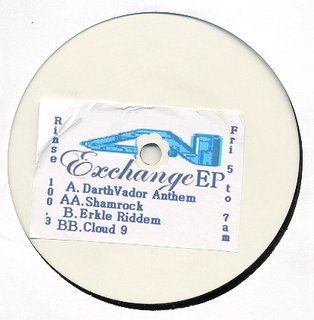 Rinse 100.3
Exchange EP
A.DarthVador Anthem
AA.Shamrock
B.Erkle Riddem
BB.Cloud 9
Fri 5 to 7am